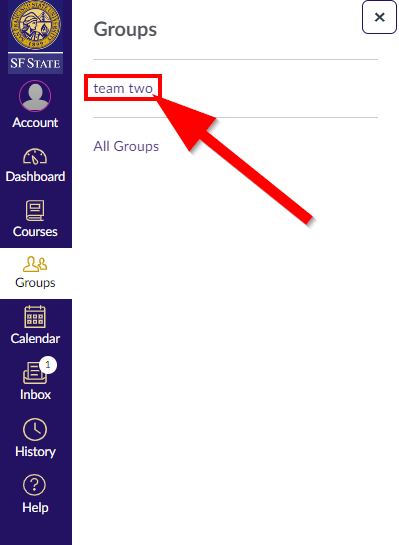 SF STATE
Account
Dashboard
Courses
Groups
Calendar
1
Inbox
History
Help
Groups
×
team two
All Groups